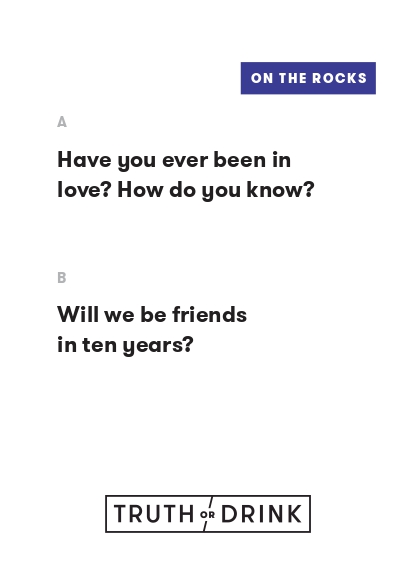 ON THE ROCKS
A
Have you ever been in
love? How do you know?
B
Will we be friends
in ten years?
TRUTH OR DRINK